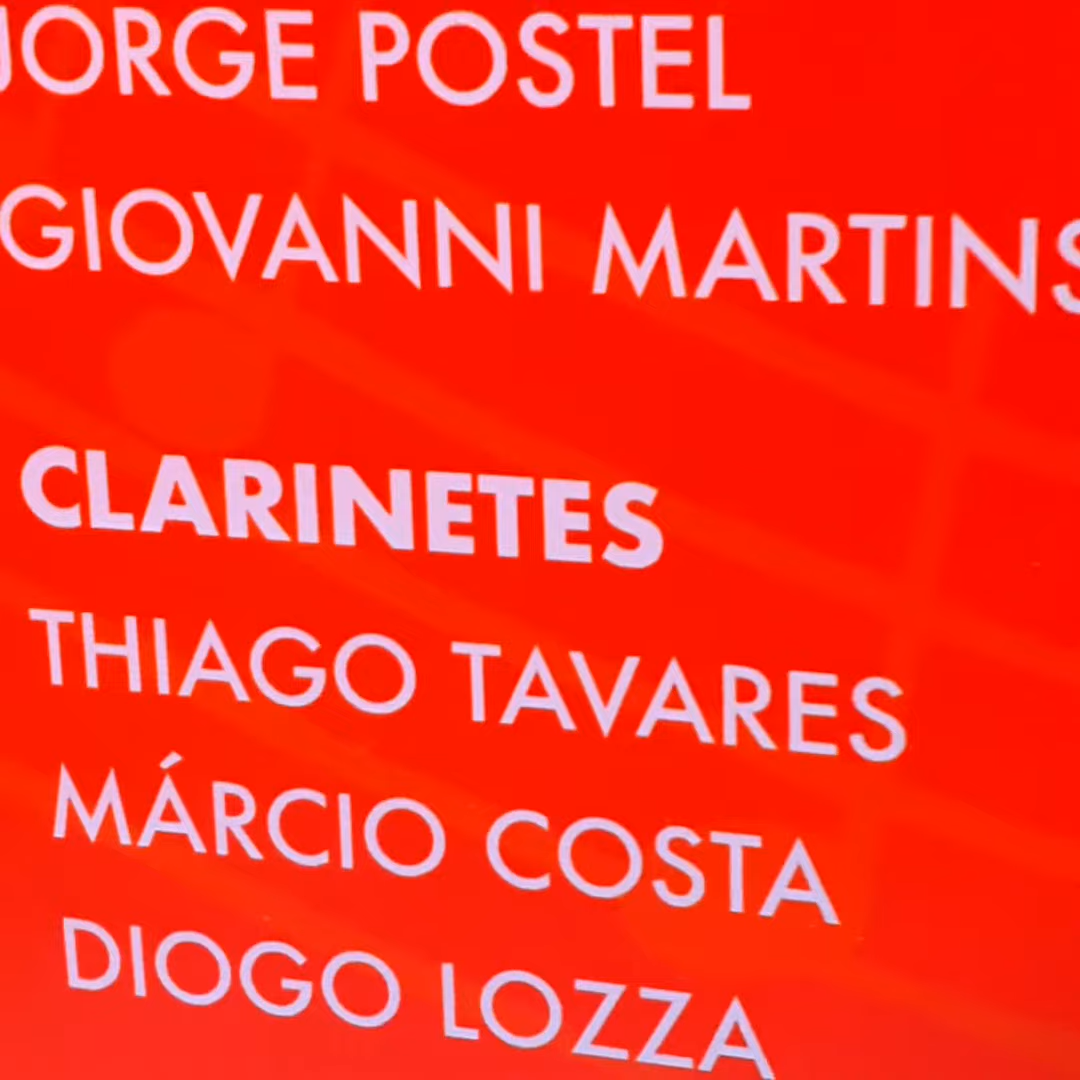 JORGE POSTEL
GIOVANNI MARTINS
CLARINETES
THIAGO TAVARES
MÁRCIO COSTA
DIOGO LOZZA